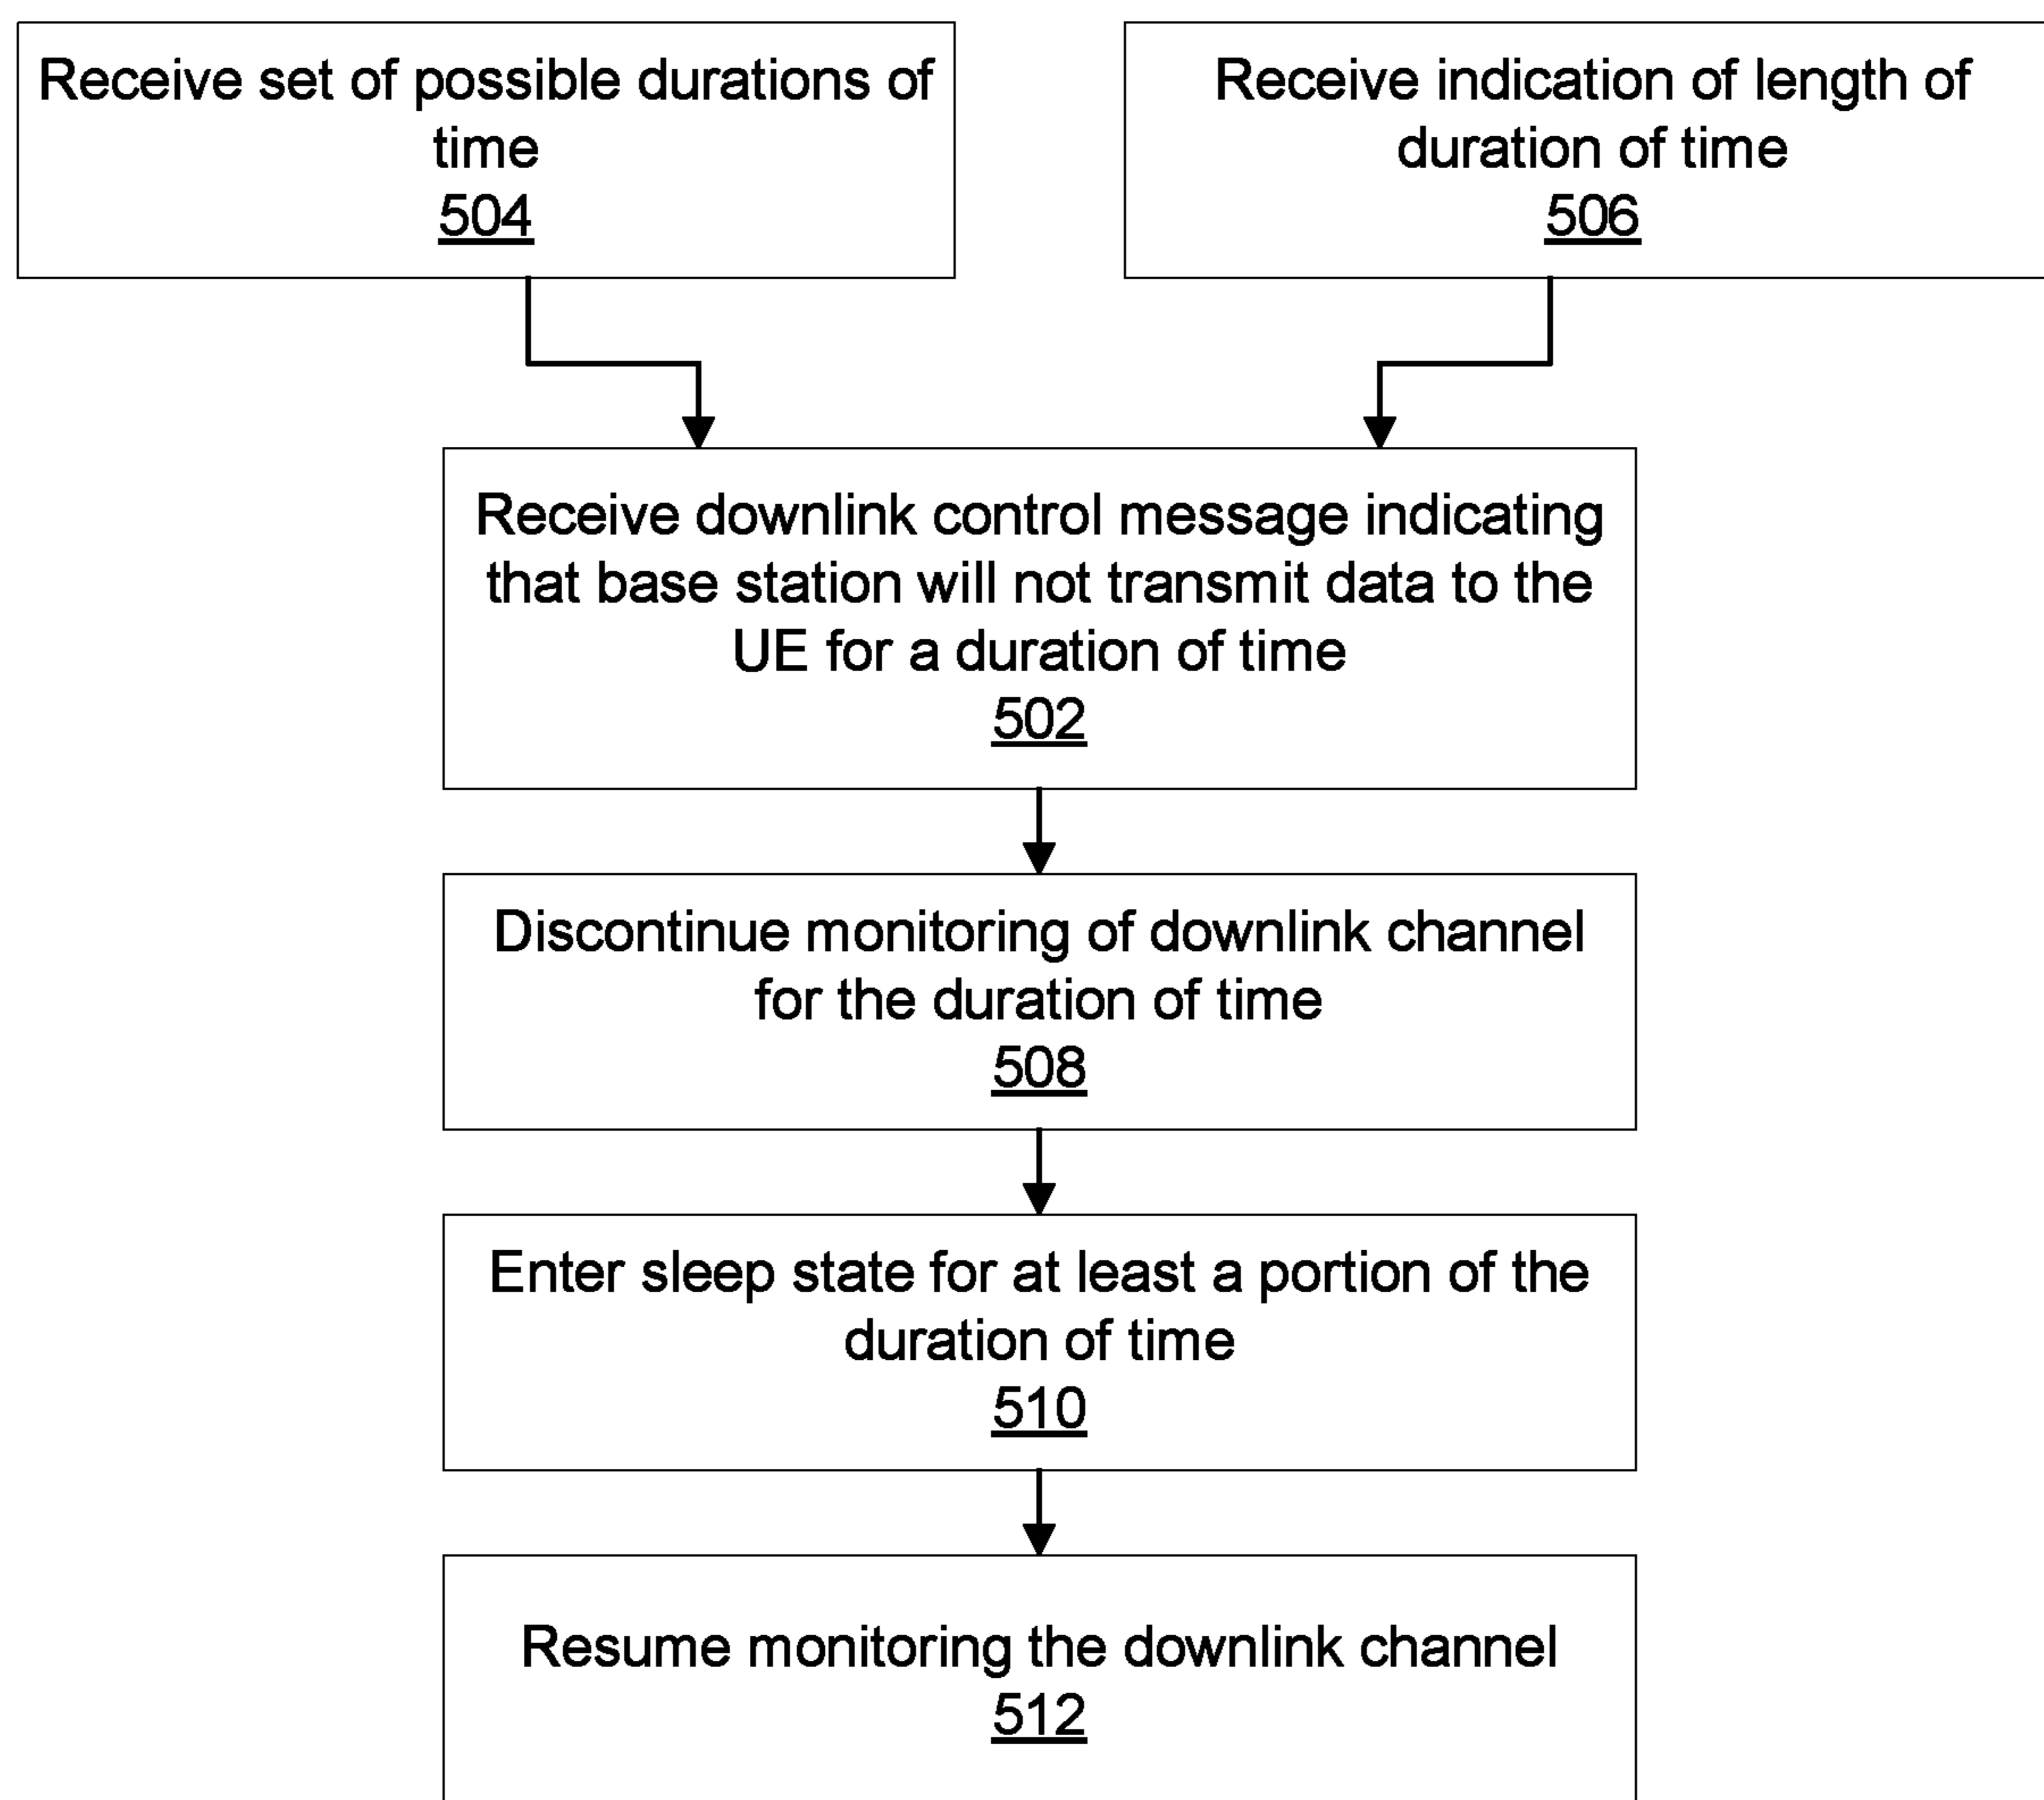 Receive set of possible durations of
time
504
Receive indication of length of
duration of time
506
Receive downlink control message indicating
that base station will not transmit data to the
UE for a duration of time
502
Discontinue monitoring of downlink channel
for the duration of time
508
Enter sleep state for at least a portion of the
duration of time
510
Resume monitoring the downlink channel
512